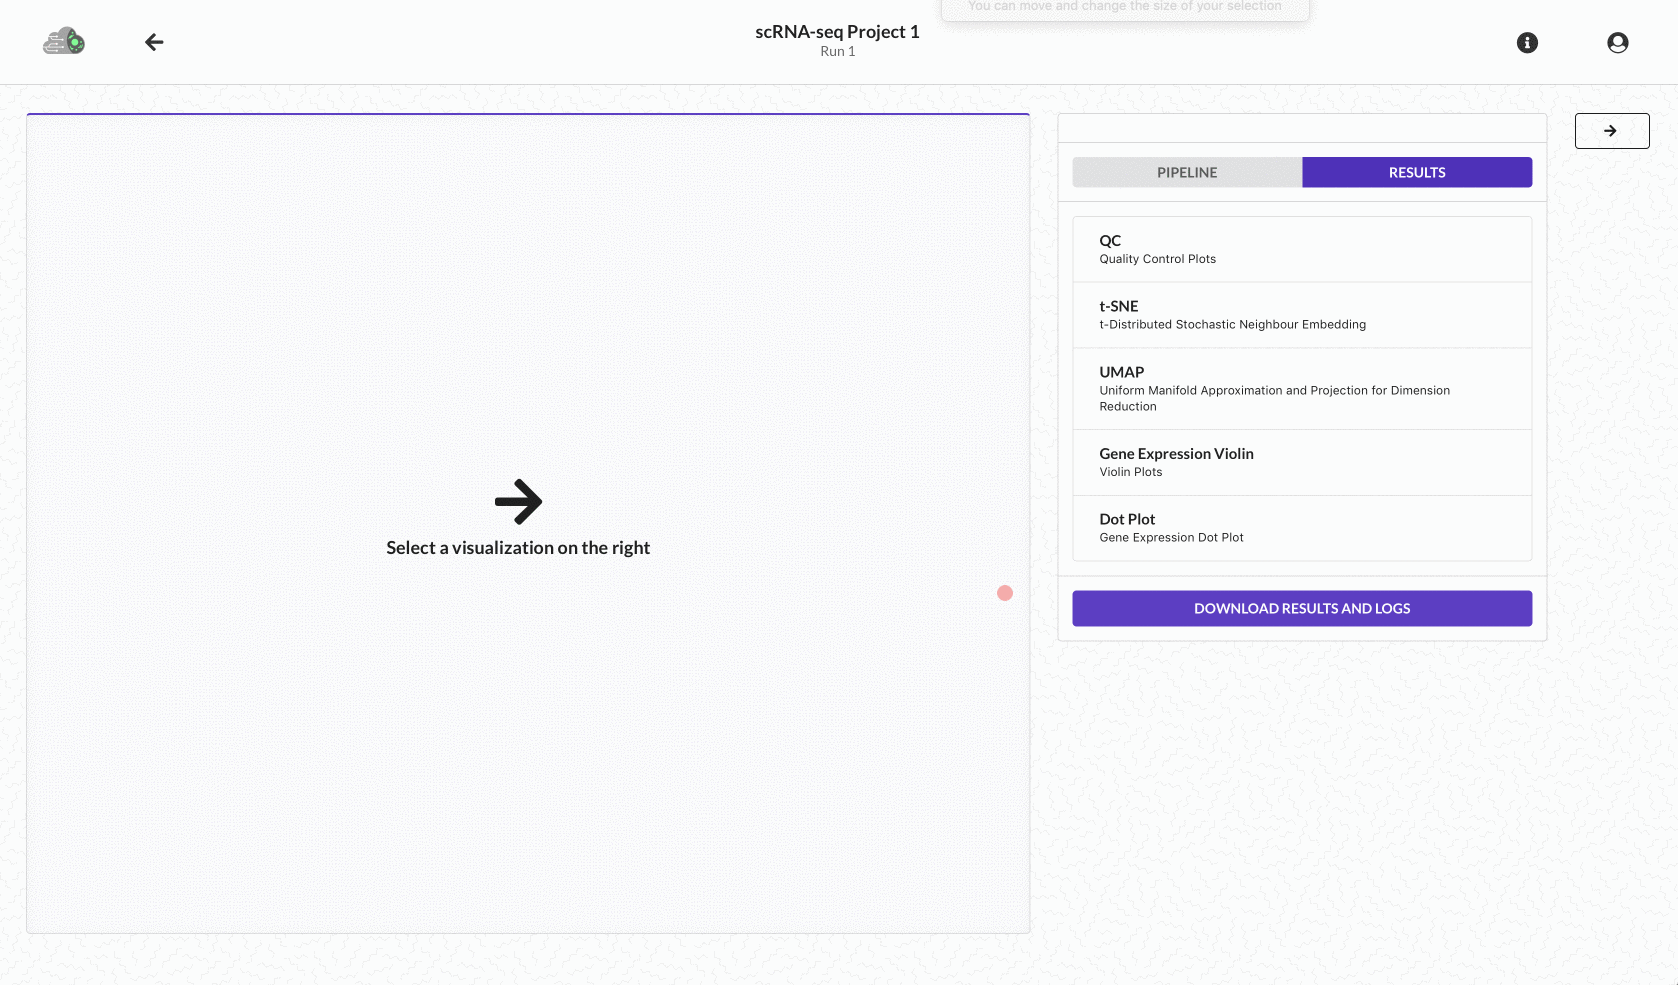 You can move and change the size of your selection
scRNA-seq Project 1
Run 1
PIPELINE
RESULTS
QC
Quality Control Plots
t-SNE
t-Distributed Stochastic Neighbour Embedding
UMAP
Uniform Manifold Approximation and Projection for Dimension
Reduction
Gene Expression Violin
Violin Plots
Dot Plot
Gene Expression Dot Plot
DOWNLOAD RESULTS AND LOGS
Select a visualization on the right